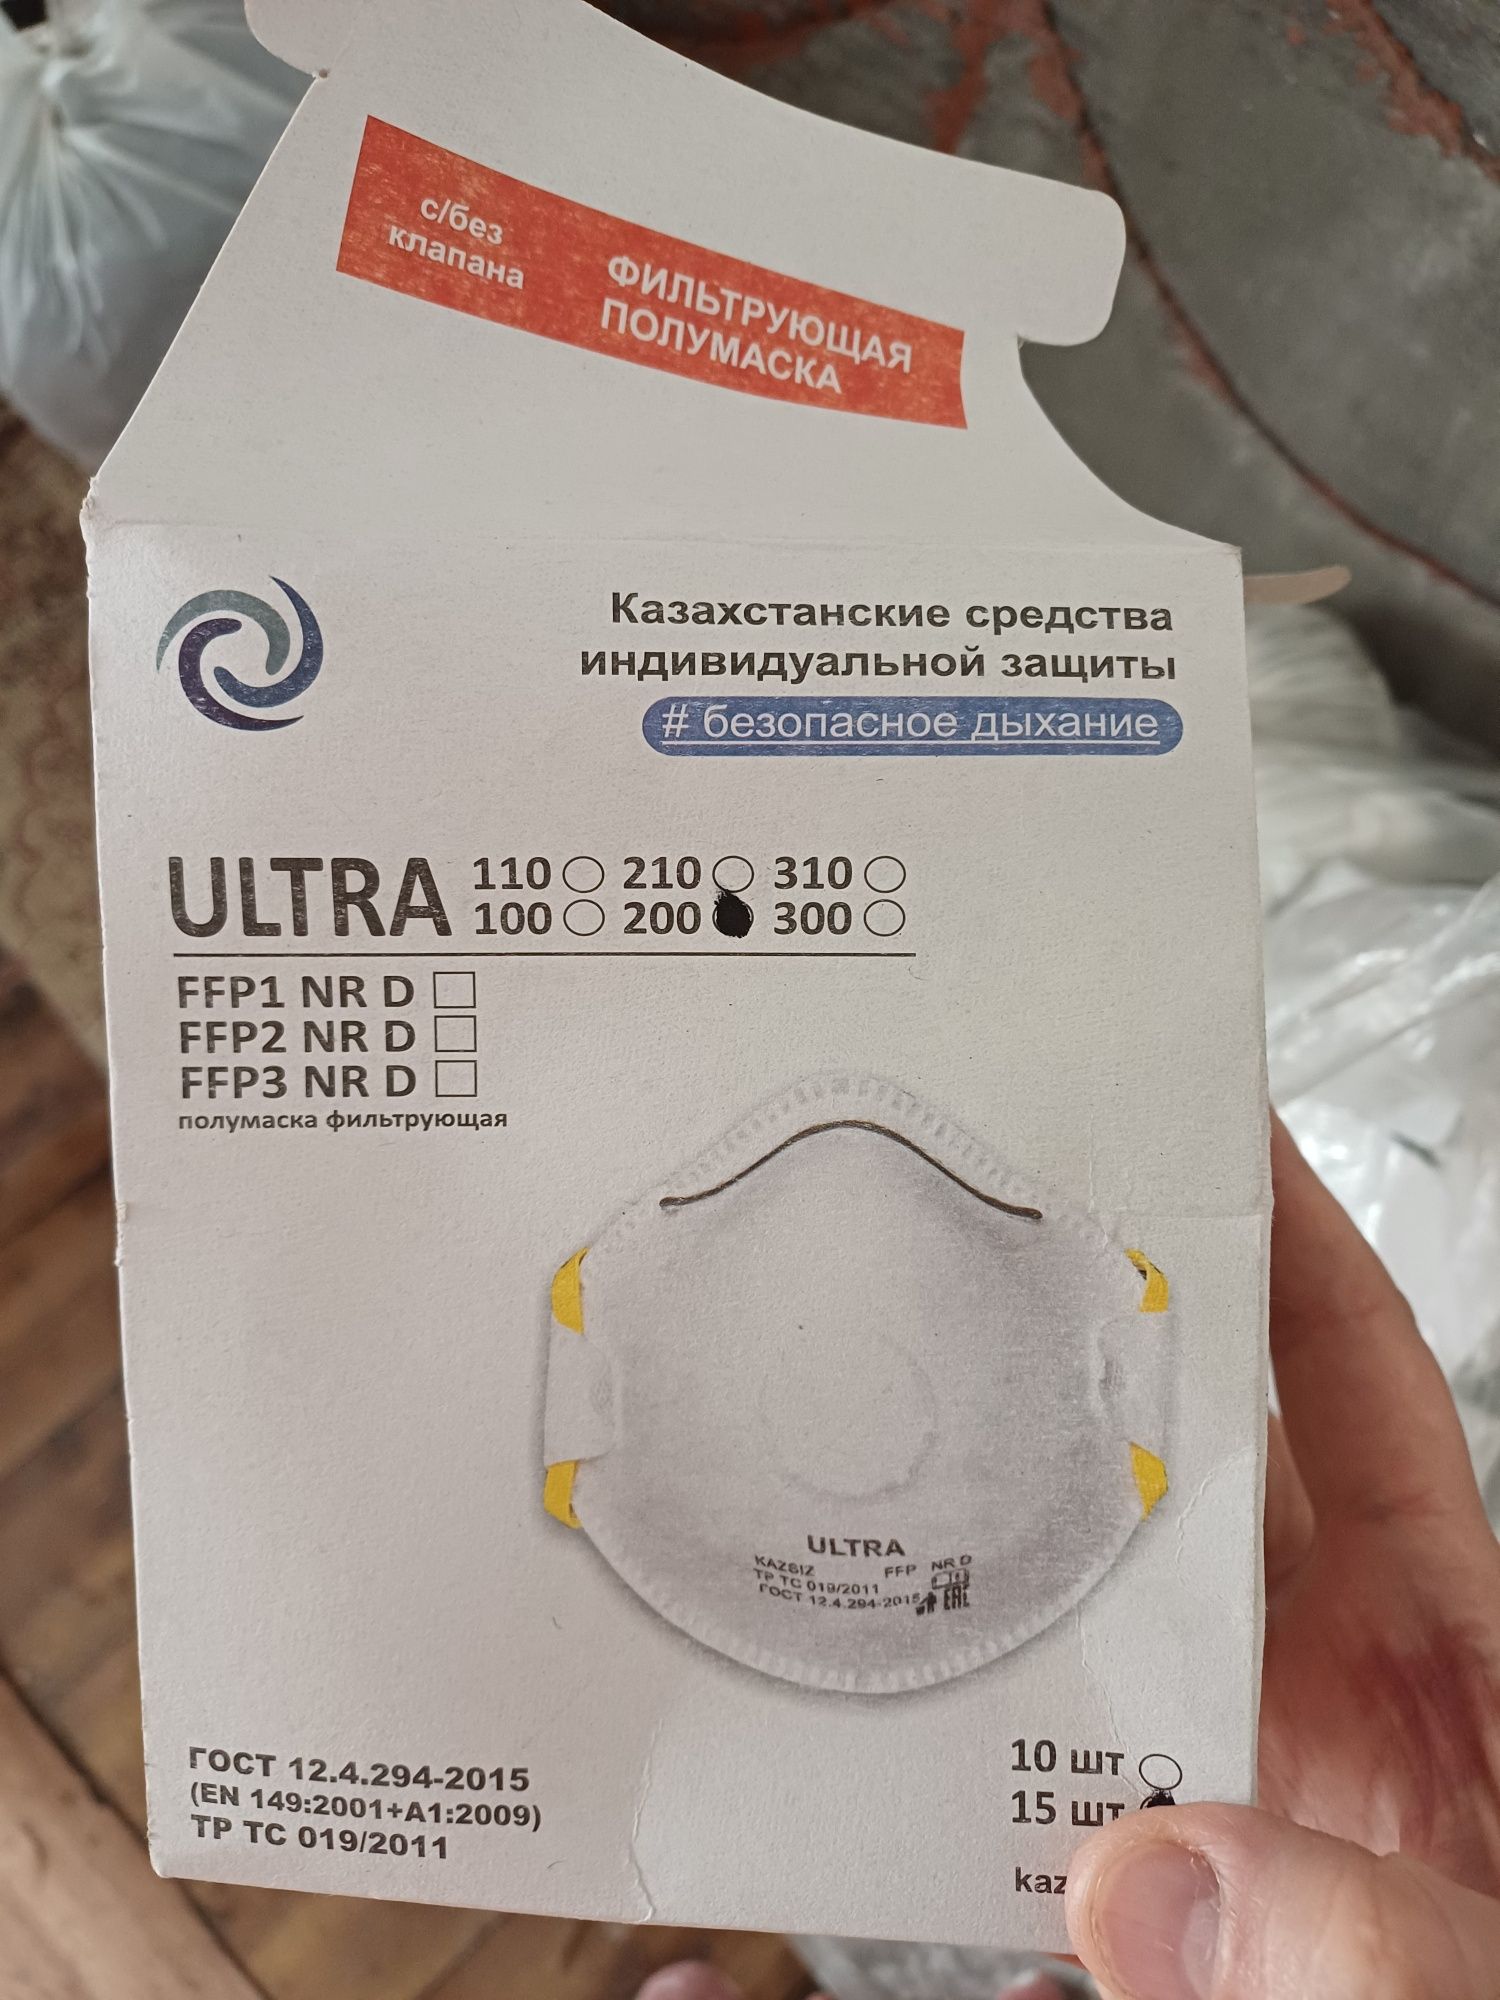 с/без
клапана
ФИЛЬТРУЮЩАЯ
ПОЛУМАСКА
Казахстанские средства
индивидуальной защиты
# безопасное дыхание
ULTRA
110 210 310
100 200 300
FFP1 NR D
FFP2 NR D
FFP3 NR D
полумаска фильтрующая
ULTRA
KAZSIZ FFP NR D
ТР ТС 019/2011
ГОСТ 12.4.294-2015
EAC
ГОСТ 12.4.294-2015
(EN 149:2001+A1:2009)
ТР ТС 019/2011
10 шт
15 шт
kaz